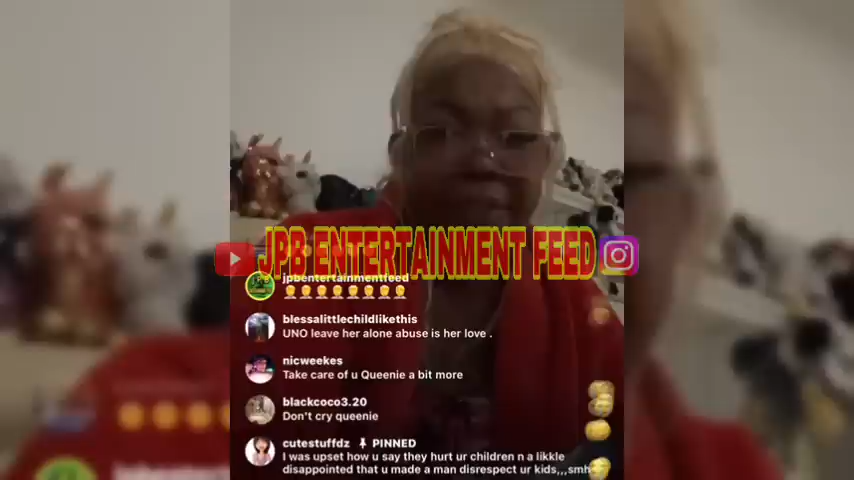 JPB ENTERTAINMENT FEED
jpbentertainmentfeed
blessalittlechildlikethis
UNO leave her alone abuse is her love .
nicweekes
Take care of u Queenie a bit more
blackcoco3.20
Don't cry queenie
cutestuffdz PINNED
I was upset how u say they hurt ur children n a likkle
disappointed that u made a man disrespect ur kids,,,smh